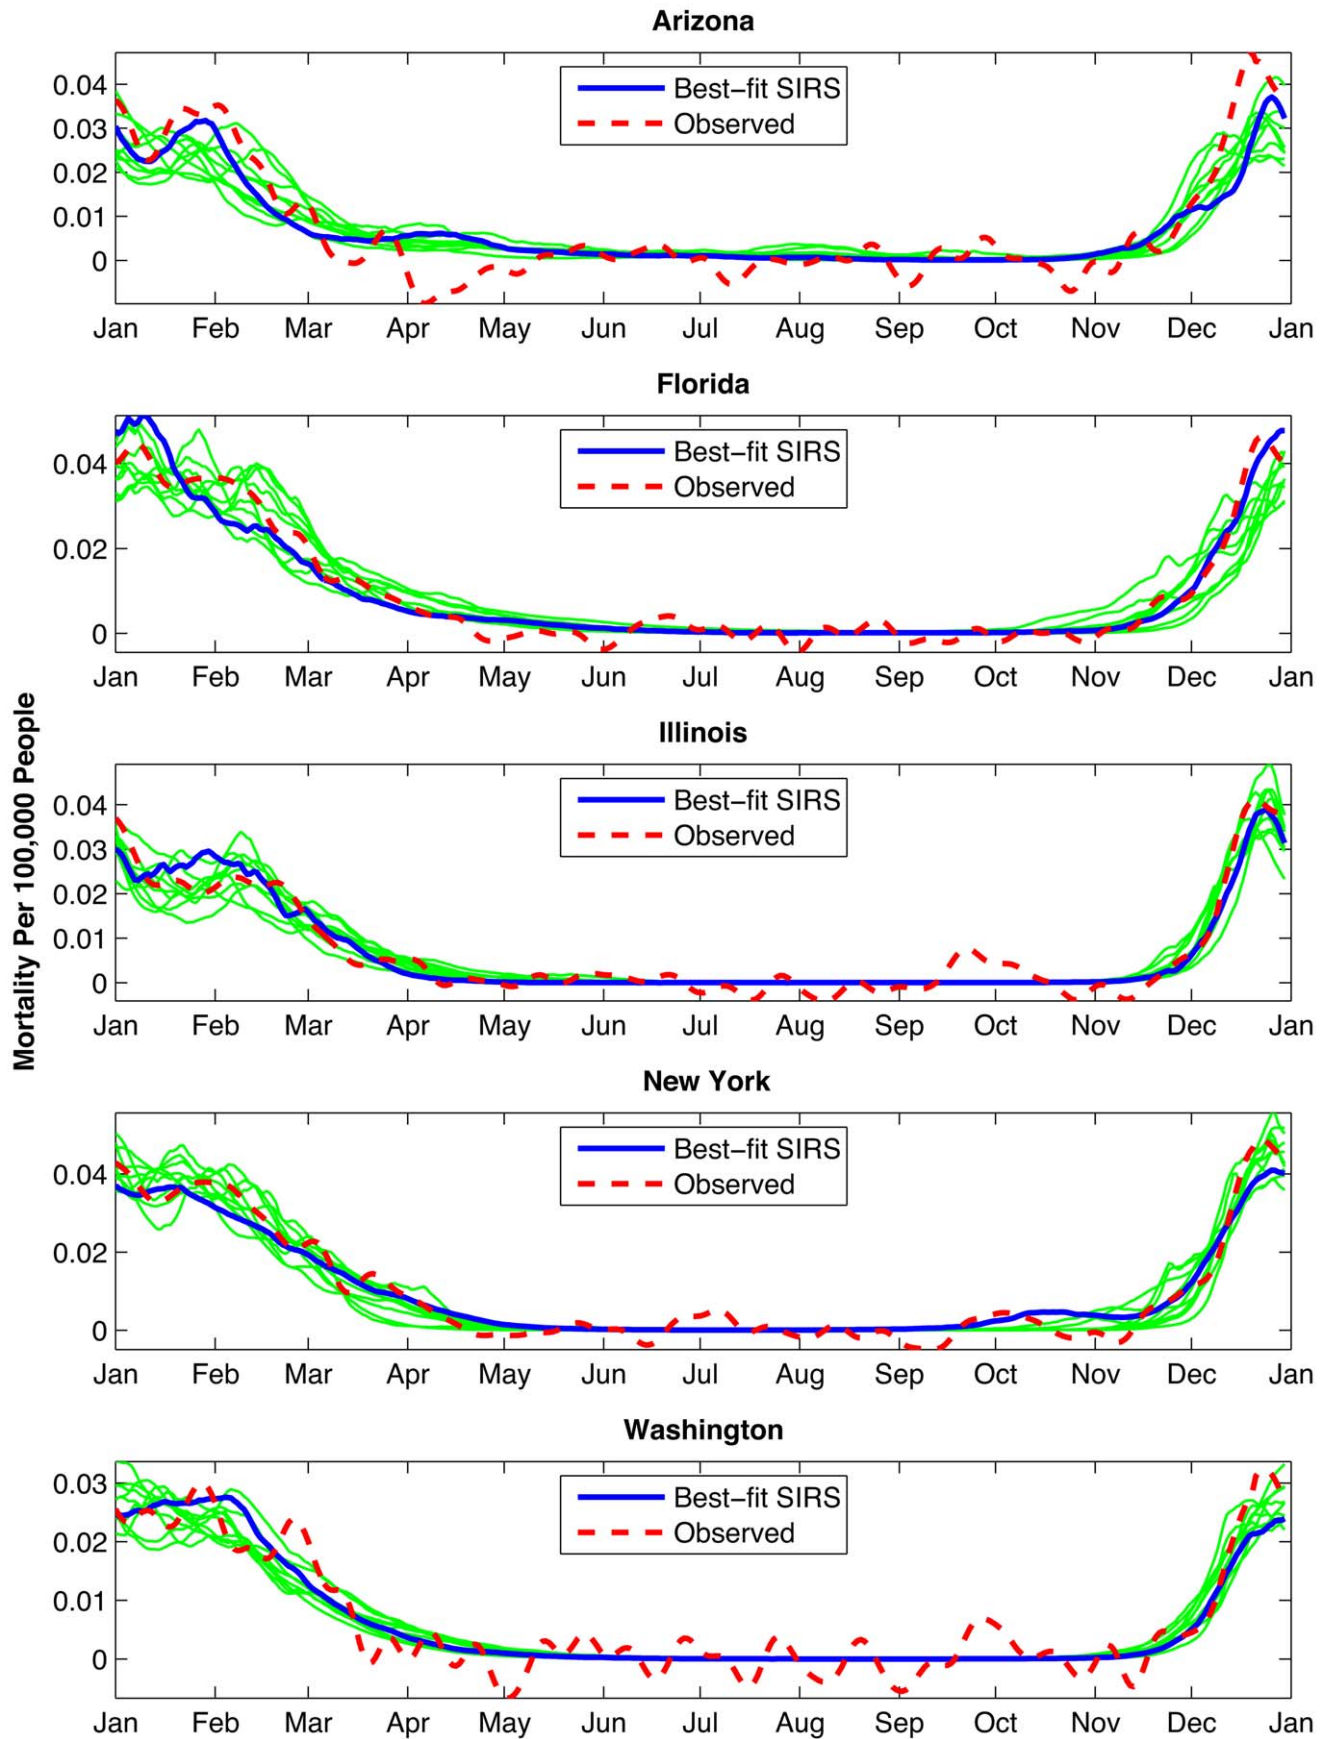 Mortality Per 100,000 People
Arizona
Best-fit SIRS
Observed
0.04
0.03
0.02
0.01
0
Jan Feb Mar Apr May Jun Jul Aug Sep Oct Nov Dec Jan
Florida
Best-fit SIRS
Observed
0.04
0.02
0
Jan Feb Mar Apr May Jun Jul Aug Sep Oct Nov Dec Jan
Illinois
Best-fit SIRS
Observed
0.04
0.03
0.02
0.01
0
Jan Feb Mar Apr May Jun Jul Aug Sep Oct Nov Dec Jan
New York
Best-fit SIRS
Observed
0.04
0.02
0
Jan Feb Mar Apr May Jun Jul Aug Sep Oct Nov Dec Jan
Washington
Best-fit SIRS
Observed
0.03
0.02
0.01
0
Jan Feb Mar Apr May Jun Jul Aug Sep Oct Nov Dec Jan